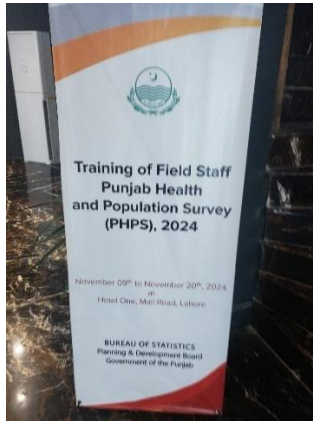 Training of Field Staff
Punjab Health
and Population Survey
(PHPS), 2024
November 09th to November 20th, 2024
at
Hotel One, Mall Road, Lahore
BUREAU OF STATISTICS
Planning & Development Board
Government of the Punjab